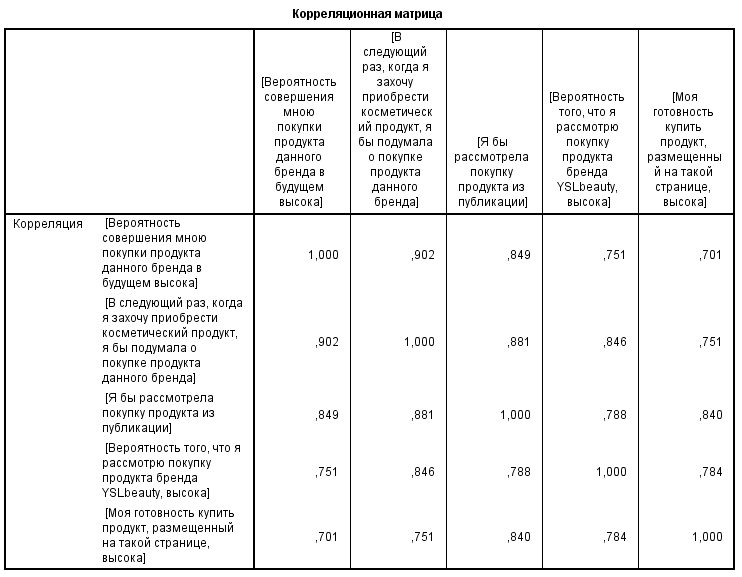 Корреляционная матрица
[Вероятность
совершения
мною
покупки
продукта
данного
бренда в
будущем
высока]
[В
следующий
раз, когда я
захочу
приобрести
косметическ
ий продукт, я
бы подумала
о покупке
продукта
данного
бренда]
[Я бы
рассмотрела
покупку
продукта из
публикации]
[Вероятность
того, что я
рассмотрю
покупку
продукта
бренда
YSLbeauty,
высока]
[Моя
готовность
купить
продукт,
размещенны
й на такой
странице,
высока]
Корреляция
[Вероятность
совершения мною
покупки продукта
данного бренда в
будущем высока]
1,000 ,902 ,849 ,751 ,701
[В следующий раз, когда
я захочу приобрести
косметический продукт,
я бы подумала о
покупке продукта
данного бренда]
,902 1,000 ,881 ,846 ,751
[Я бы рассмотрела
покупку продукта из
публикации]
,849 ,881 1,000 ,788 ,840
[Вероятность того, что я
рассмотрю покупку
продукта бренда
YSLbeauty, высока]
,751 ,846 ,788 1,000 ,784
[Моя готовность купить
продукт, размещенный
на такой странице,
высока]
,701 ,751 ,840 ,784 1,000